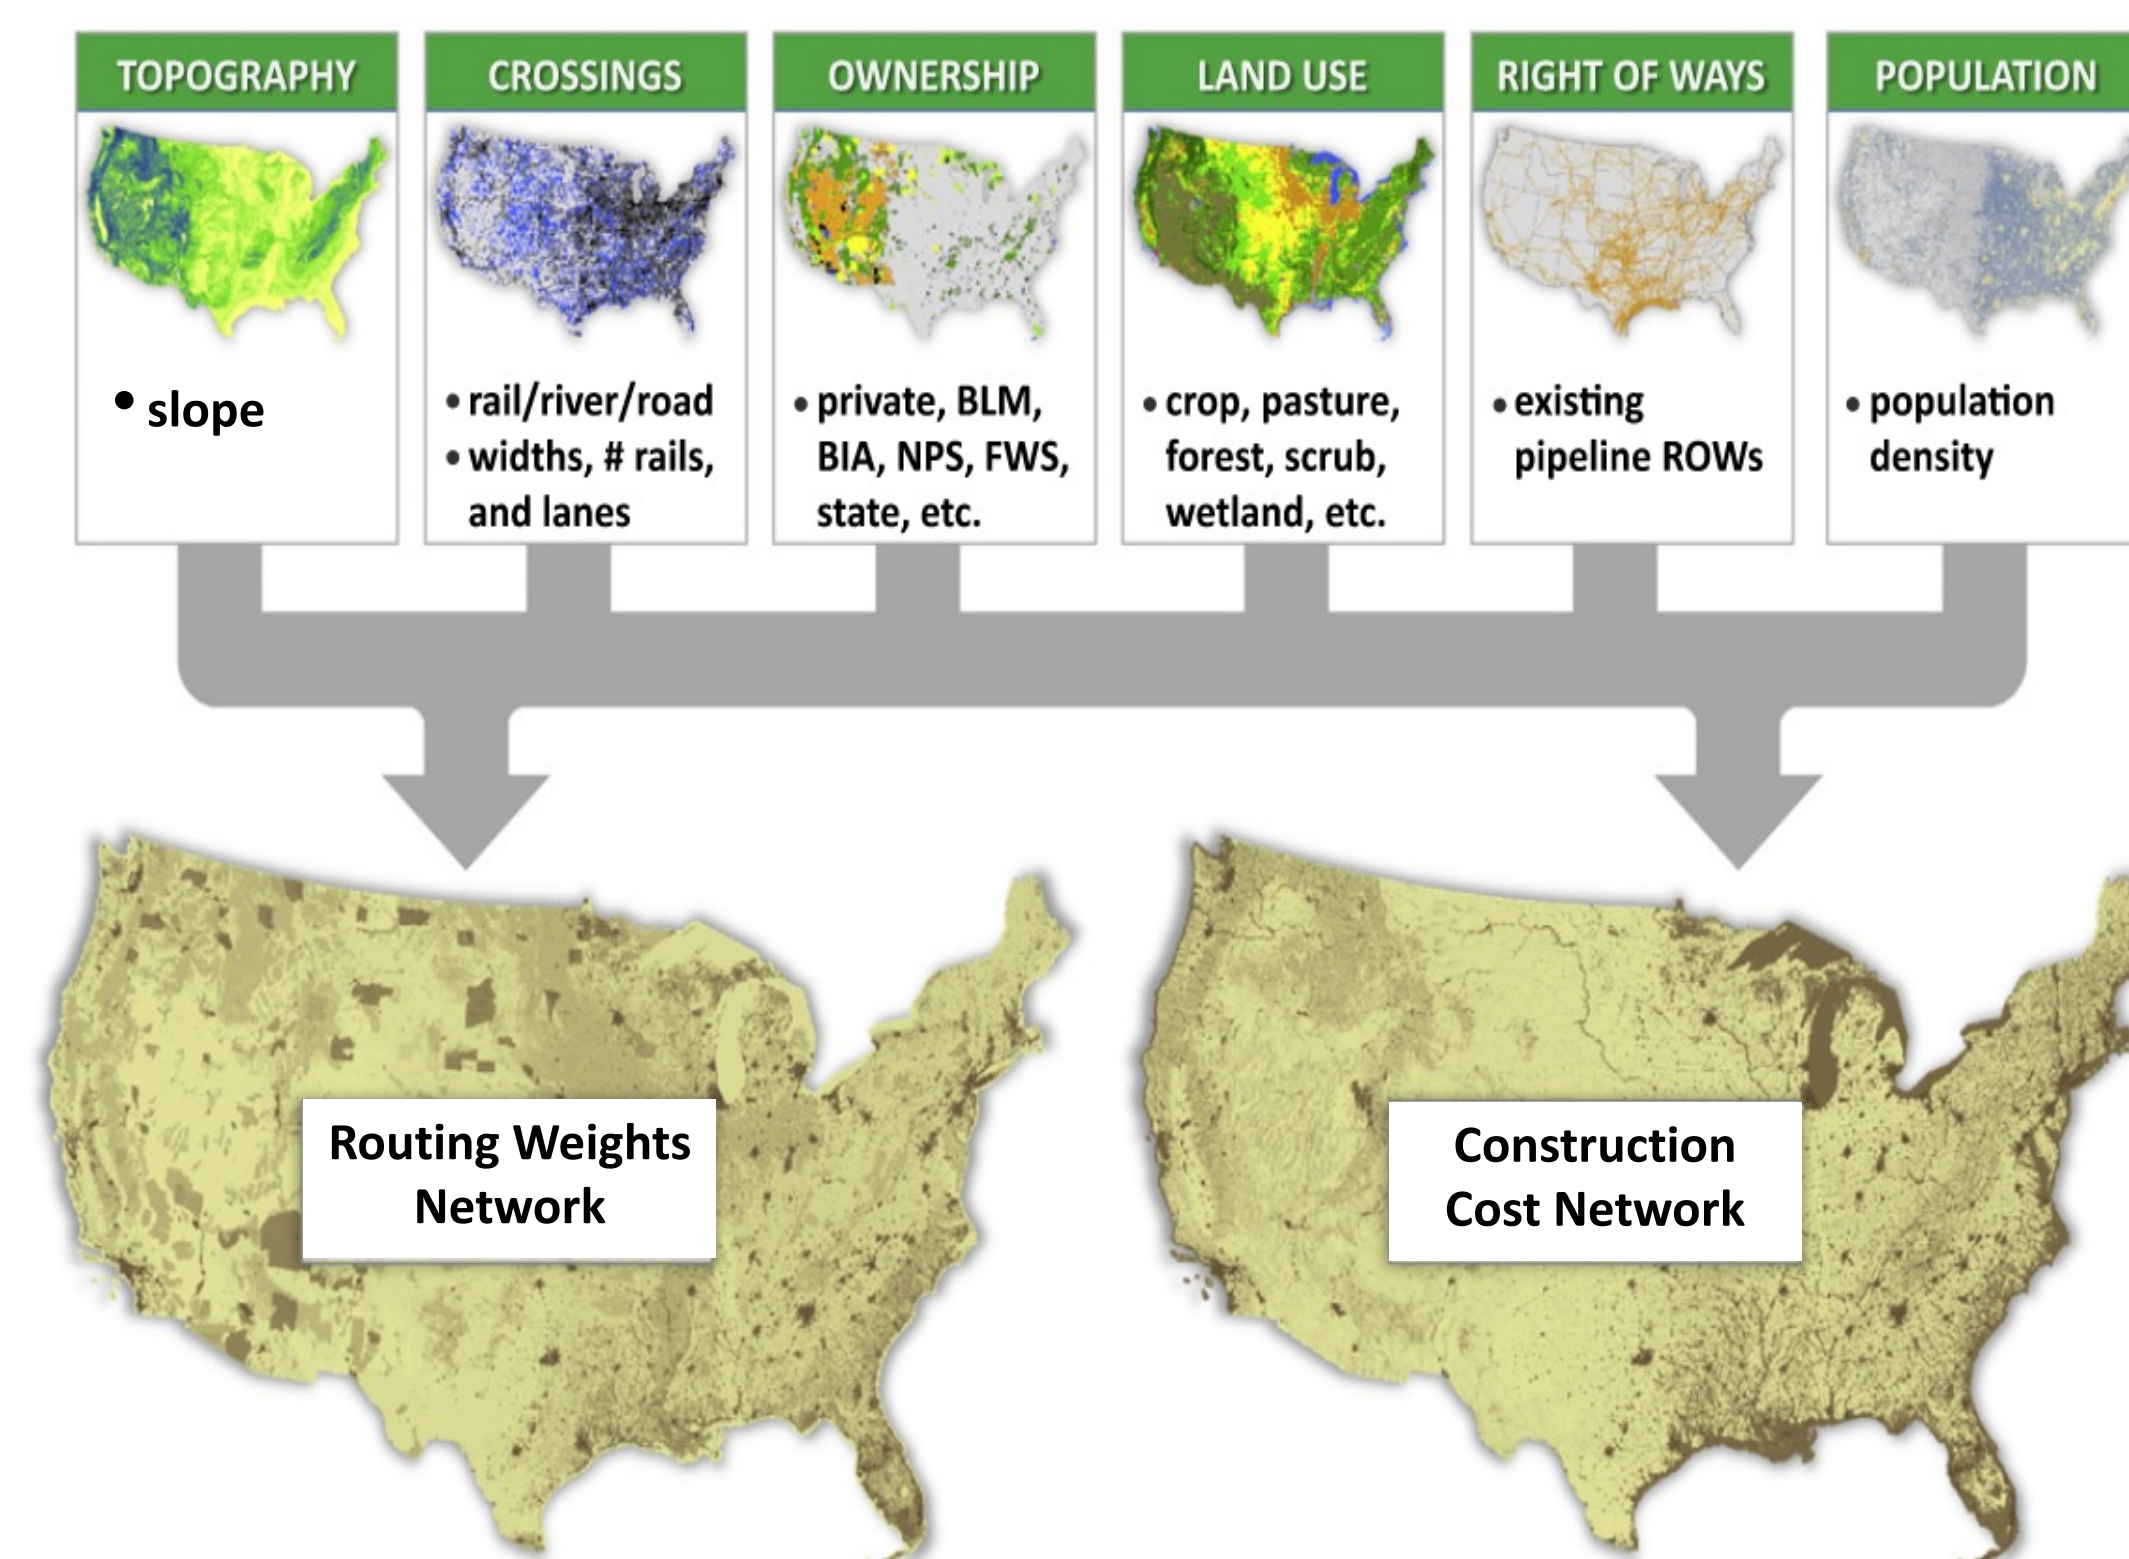 TOPOGRAPHY
• slope
CROSSINGS
• rail/river/road
• widths, # rails,
and lanes
OWNERSHIP
• private, BLM,
BIA, NPS, FWS,
state, etc.
LAND USE
• crop, pasture,
forest, scrub,
wetland, etc.
RIGHT OF WAYS
• existing
pipeline ROWs
POPULATION
• population
density
Routing Weights
Network
Construction
Cost Network